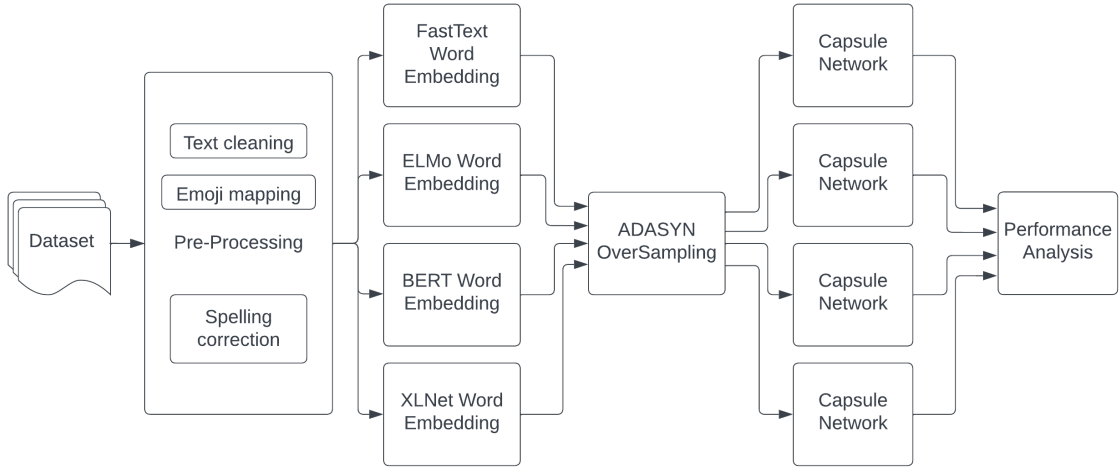 Dataset
Text cleaning
Emoji mapping
Pre-Processing
Spelling
correction
FastText
Word
Embedding
ELMo Word
Embedding
BERT Word
Embedding
XLNet Word
Embedding
ADASYN
OverSampling
Capsule
Network
Capsule
Network
Capsule
Network
Capsule
Network
Performance
Analysis